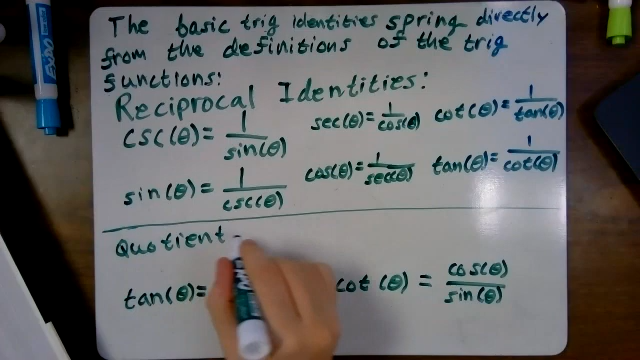 The basic trig identities spring directly
from the definitions of the trig
functions:
Reciprocal Identities:
csc(θ) = 1/sin(θ) sec(θ) = 1/cos(θ) cot(θ) = 1/tan(θ)
sin(θ) = 1/csc(θ) cos(θ) = 1/sec(θ) tan(θ) = 1/cot(θ)
Quotient
tan(θ) = cot(θ) = cos(θ)/sin(θ)
EXPO